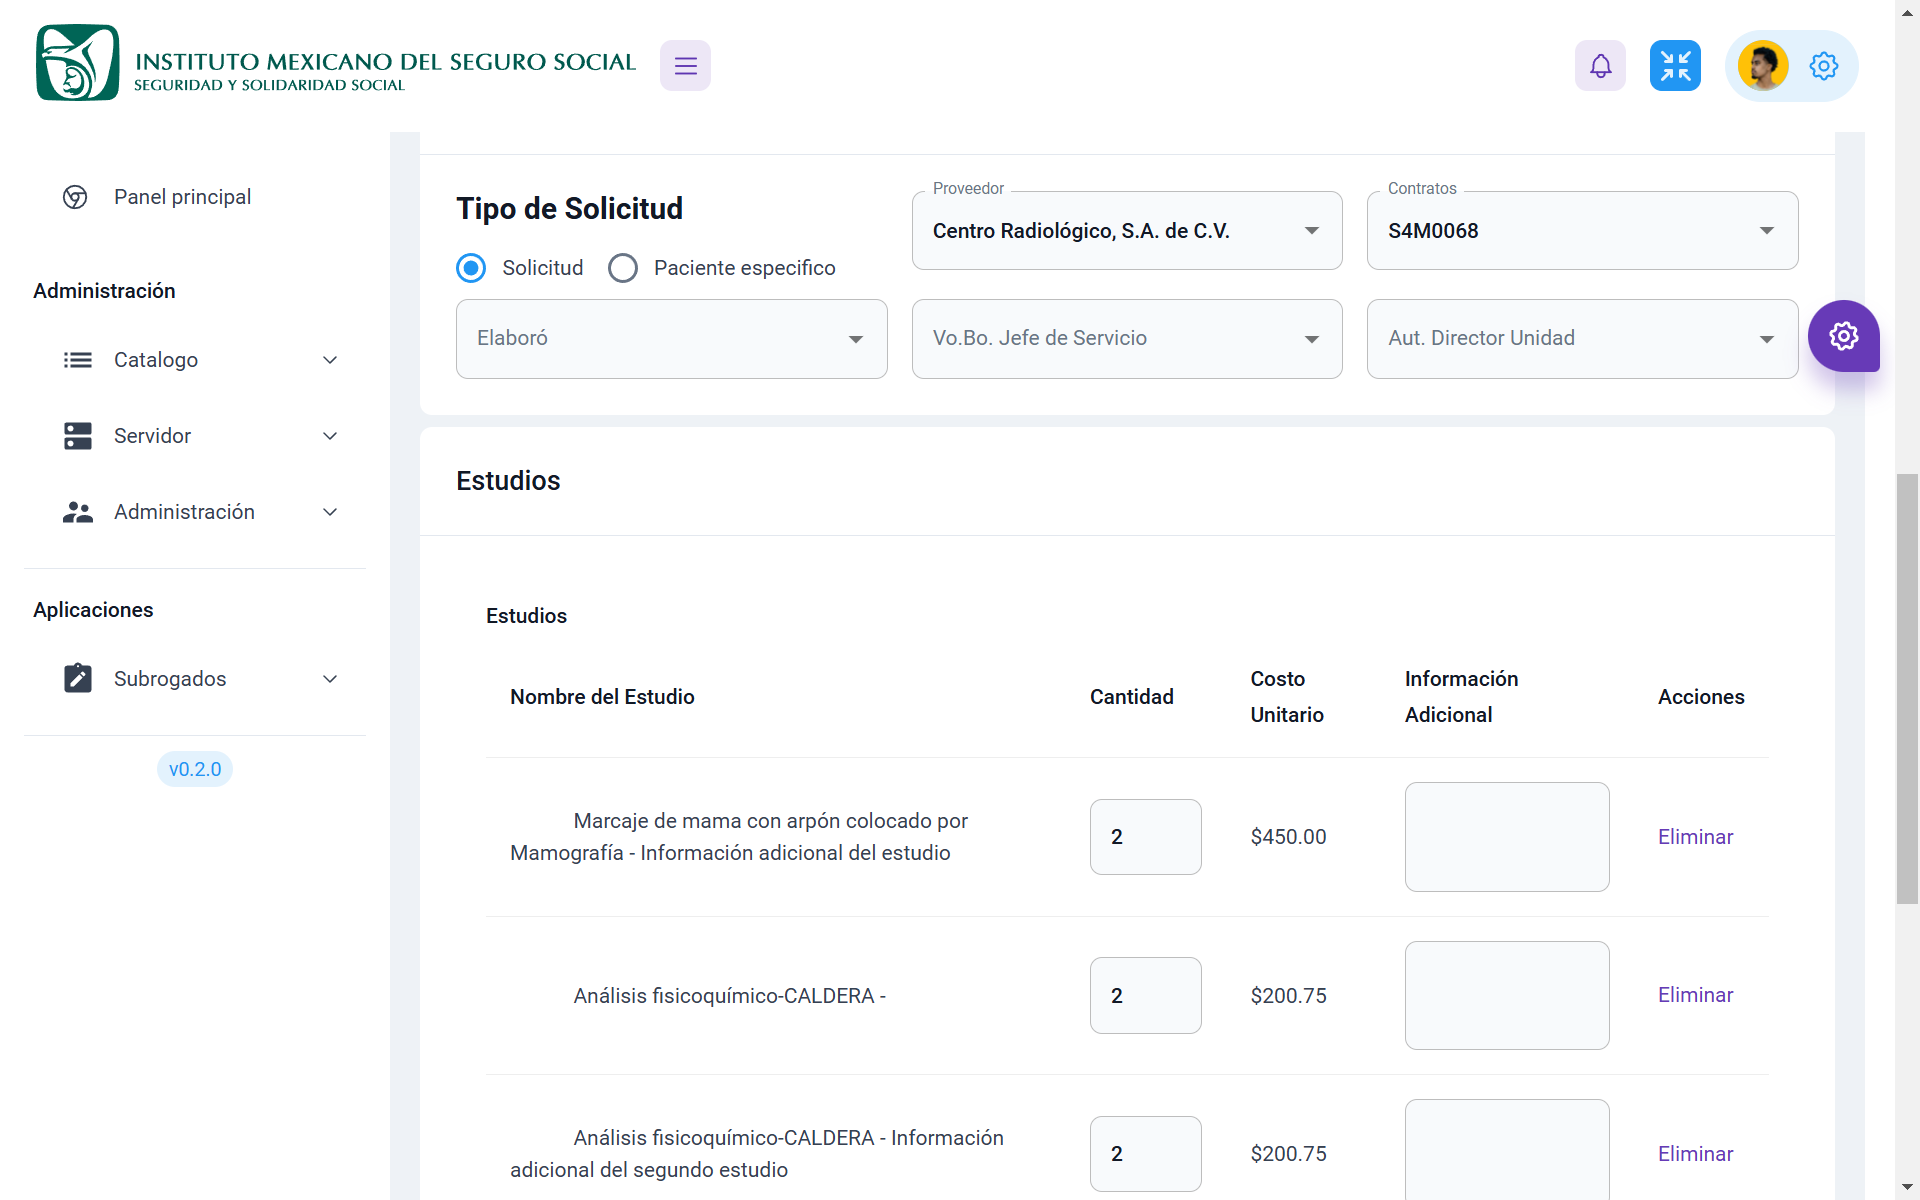 INSTITUTO MEXICANO DEL SEGURO SOCIAL
SEGURIDAD Y SOLIDARIDAD SOCIAL
Panel principal
Administración
Catalogo
Servidor
Administración
Aplicaciones
Subrogados
v0.2.0
Tipo de Solicitud
Solicitud
Paciente especifico
Proveedor
Centro Radiológico, S.A. de C.V.
Contratos
S4M0068
Elaboró
Vo.Bo. Jefe de Servicio
Aut. Director Unidad
Estudios
Estudios
Nombre del Estudio
Cantidad
Costo
Unitario
Información
Adicional
Acciones
Marcaje de mama con arpón colocado por
Mamografía - Información adicional del estudio
2
$450.00
Eliminar
Análisis fisicoquímico-CALDERA -
2
$200.75
Eliminar
Análisis fisicoquímico-CALDERA - Información
adicional del segundo estudio
2
$200.75
Eliminar